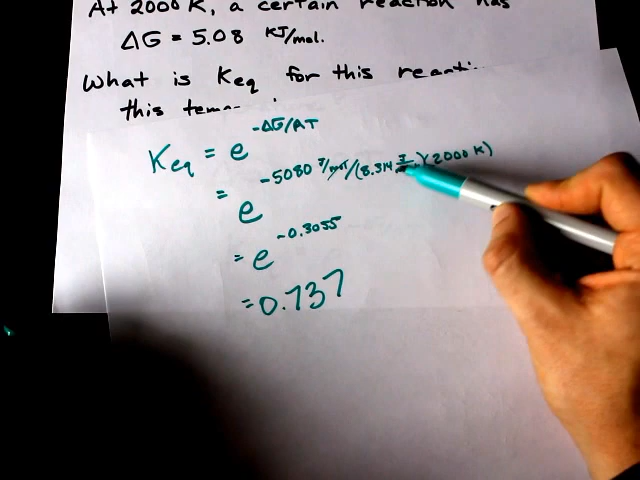 At 2000 K, a certain reaction has
ΔG = 5.08 KJ/mol.
What is Keq for this
this
Keq = e^-ΔG/RT
= e^-5080 J/mol/(8.314 J)(2000 K)
= e^-0.3055
= 0.737